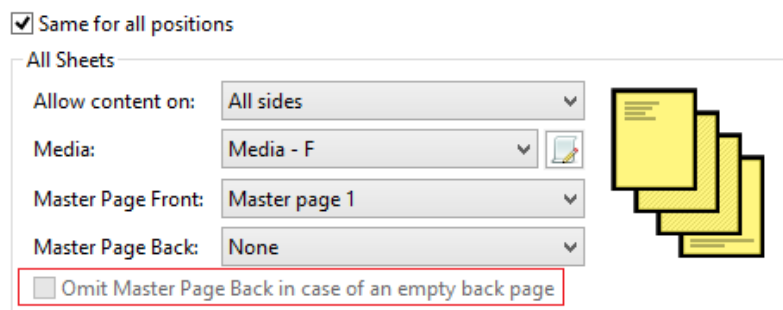 Same for all positions
All Sheets
Allow content on: All sides
Media: Media - F
Master Page Front: Master page 1
Master Page Back: None
Omit Master Page Back in case of an empty back page